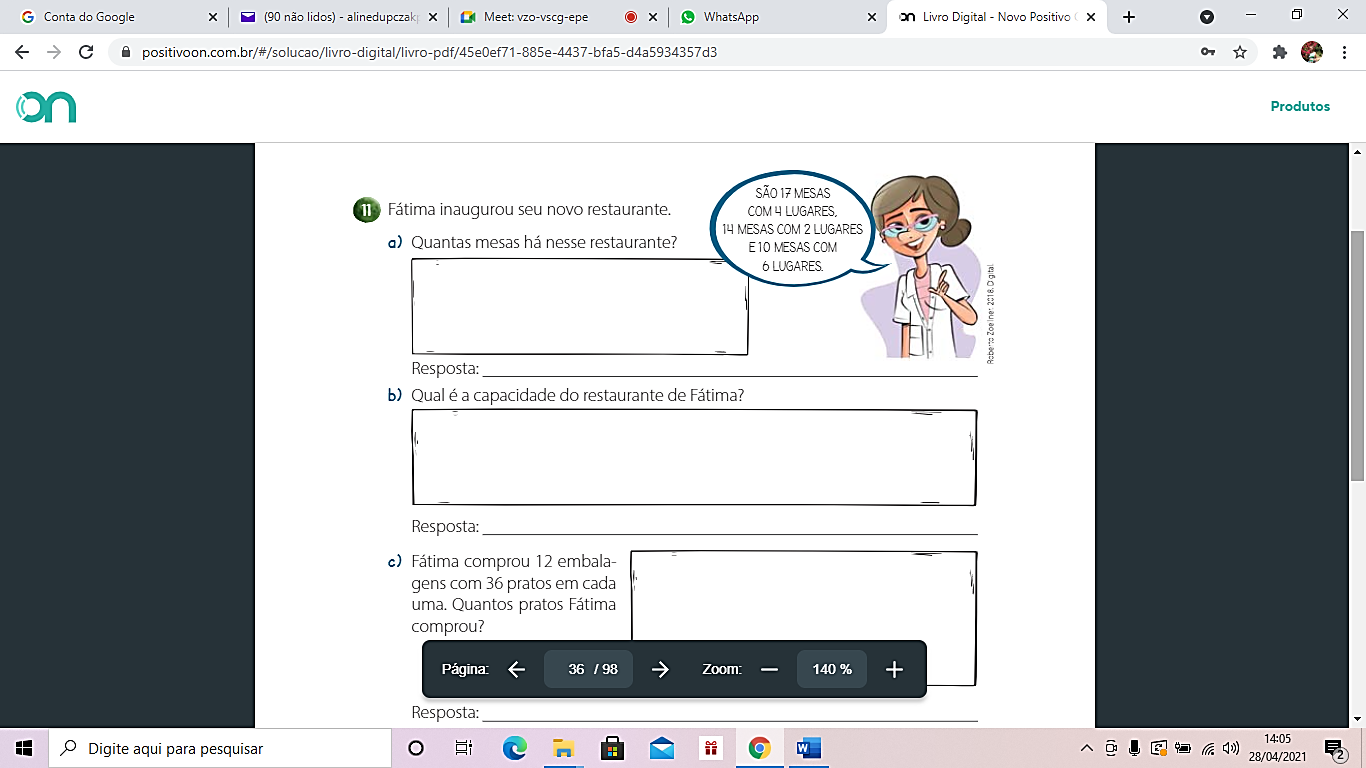 Conta do Google
(90 não lidos) - alinedupczak
Meet: vzo-vscg-epe
WhatsApp
Livro Digital - Novo Positivo
positivoon.com.br/#/solucao/livro-digital/livro-pdf/45e0ef71-885e-4437-bfa5-d4a5934357d3
on
Produtos
11 Fátima inaugurou seu novo restaurante.
SÃO 17 MESAS
COM 4 LUGARES,
14 MESAS COM 2 LUGARES
E 10 MESAS COM
6 LUGARES.
a) Quantas mesas há nesse restaurante?
Roberto Zoellner. 2018. Digital.
Resposta:
b) Qual é a capacidade do restaurante de Fátima?
Resposta:
c) Fátima comprou 12 embala-
gens com 36 pratos em cada
uma. Quantos pratos Fátima
comprou?
Página: 36 / 98 Zoom: 140 %
Resposta:
Digite aqui para pesquisar
14:05
28/04/2021
2